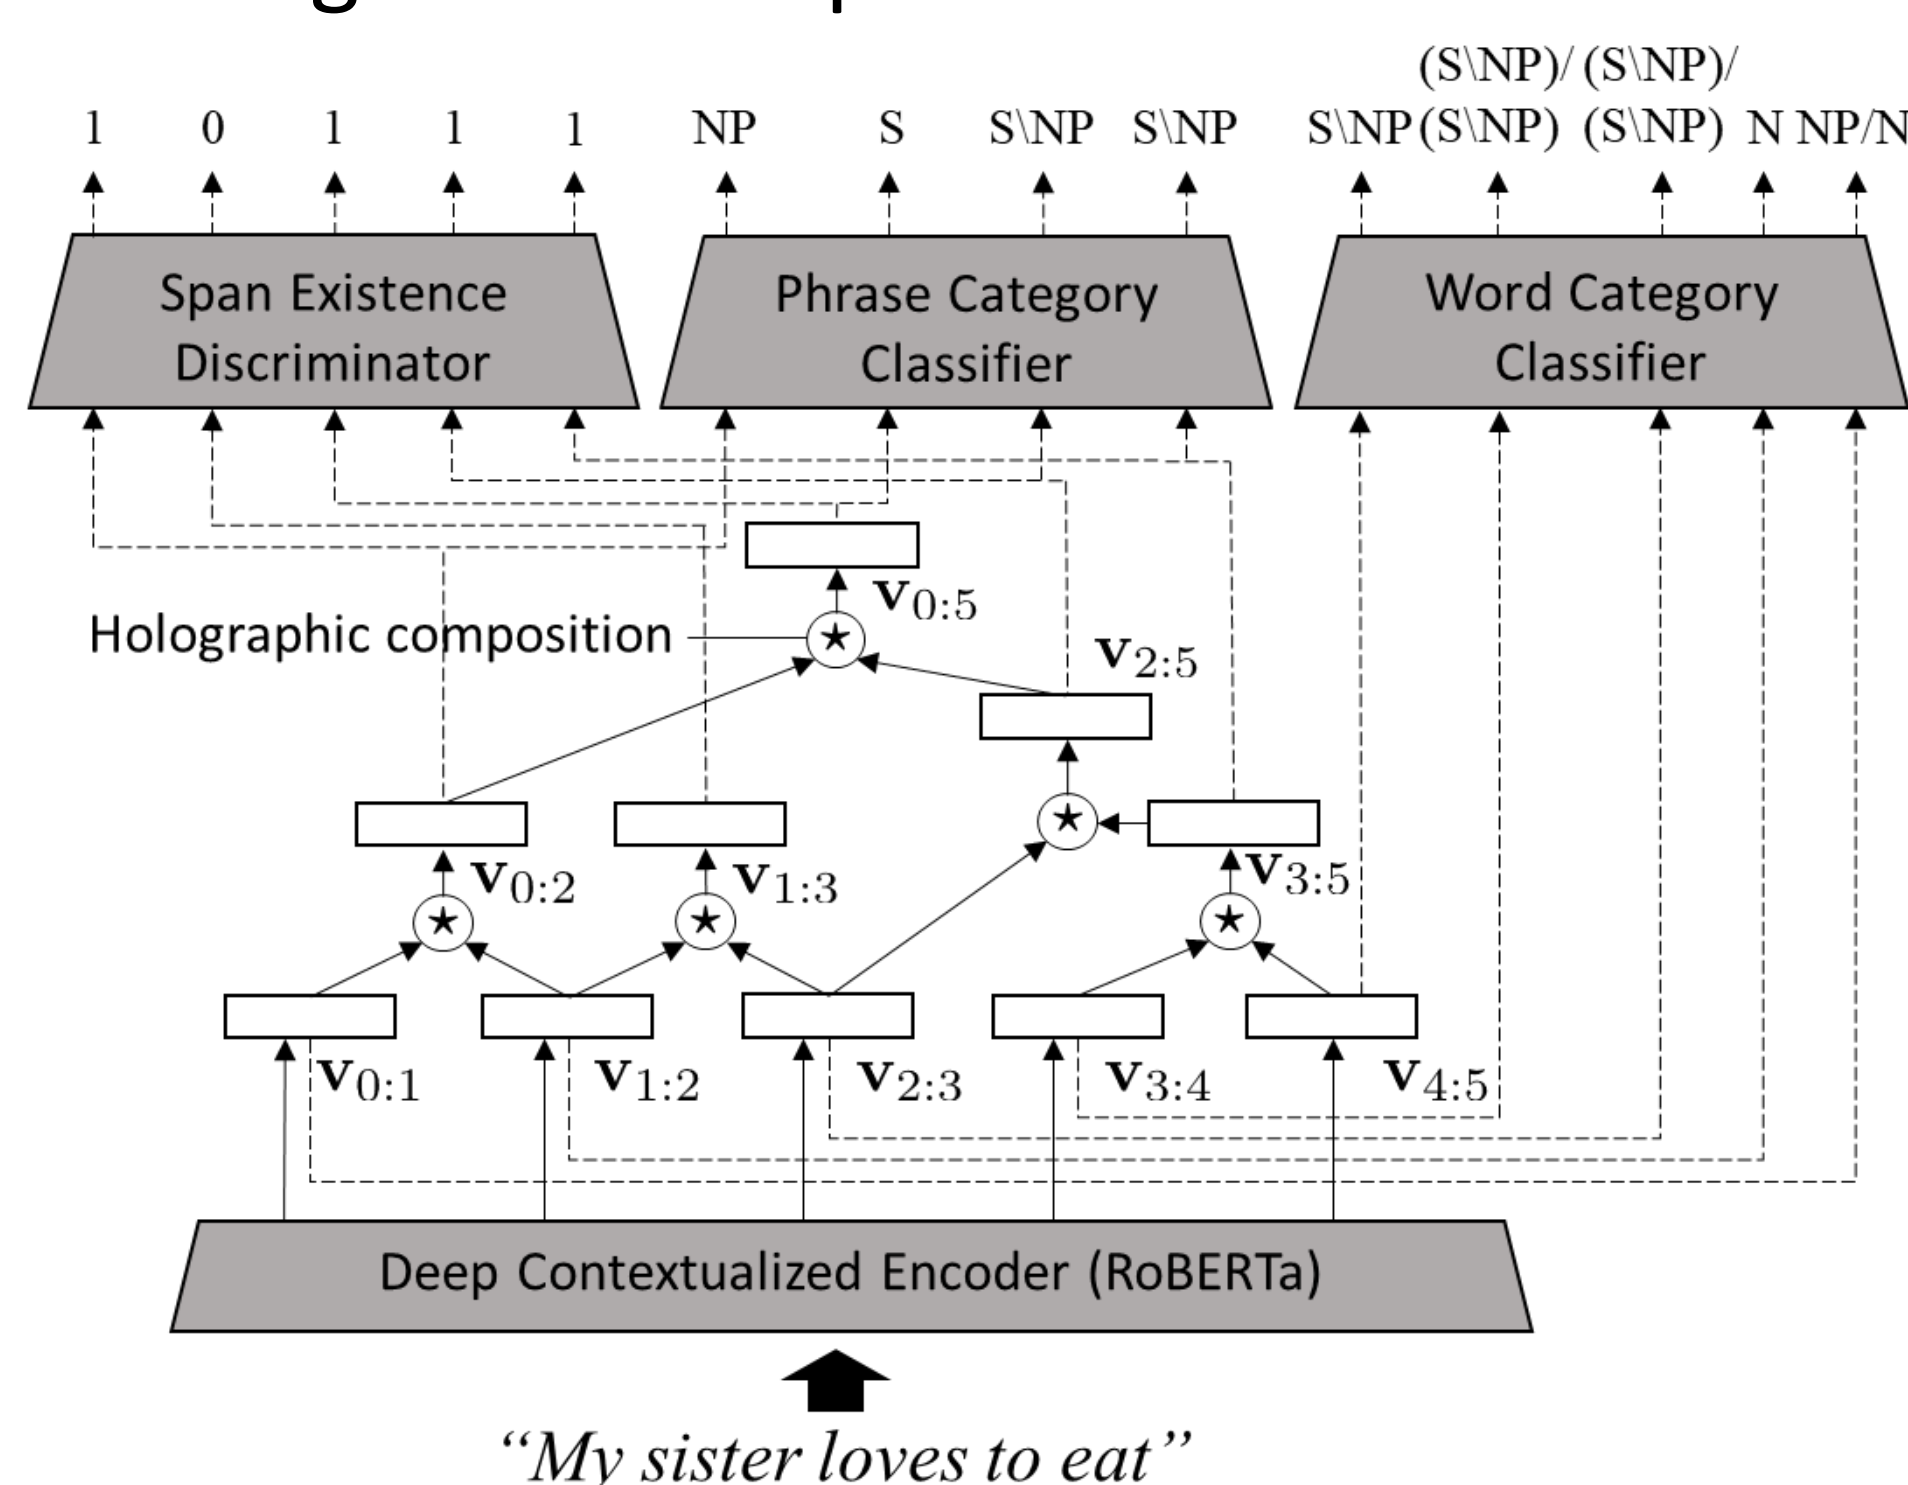 (S\NP)/ (S\NP)/
1 0 1 1 1 NP S S\NP S\NP S\NP (S\NP) (S\NP) N NP/N
Span Existence
Discriminator
Phrase Category
Classifier
Word Category
Classifier
v0:5
Holographic composition
v2:5
v0:2
v1:3
v3:5
v0:1
v1:2
v2:3
v3:4
v4:5
Deep Contextualized Encoder (RoBERTa)
“My sister loves to eat”